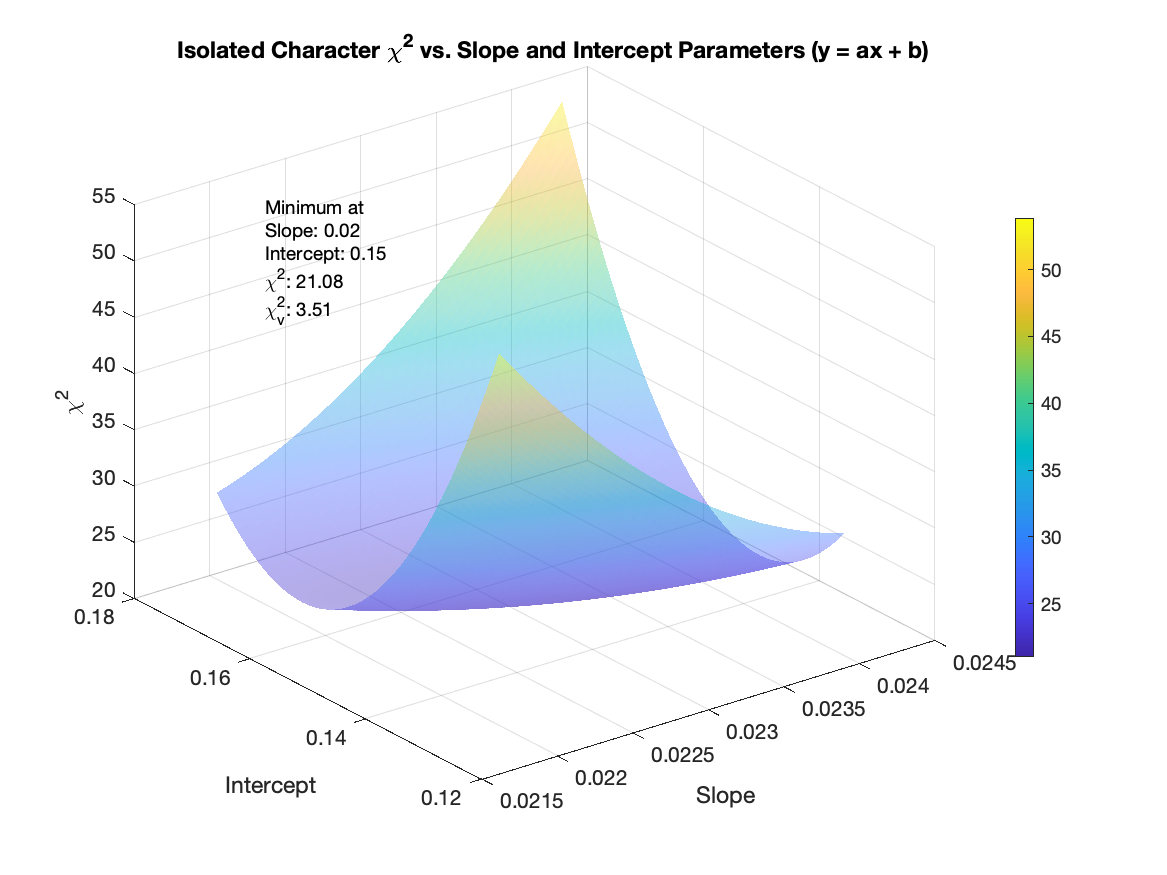 Isolated Character χ² vs. Slope and Intercept Parameters (y = ax + b)
Minimum at
Slope: 0.02
Intercept: 0.15
χ²: 21.08
χ²ᵥ: 3.51
χ²
55
50
45
40
35
30
25
20
0.18
0.16
0.14
0.12
Intercept
0.0215
0.022
0.0225
0.023
0.0235
0.024
0.0245
Slope
50
45
40
35
30
25